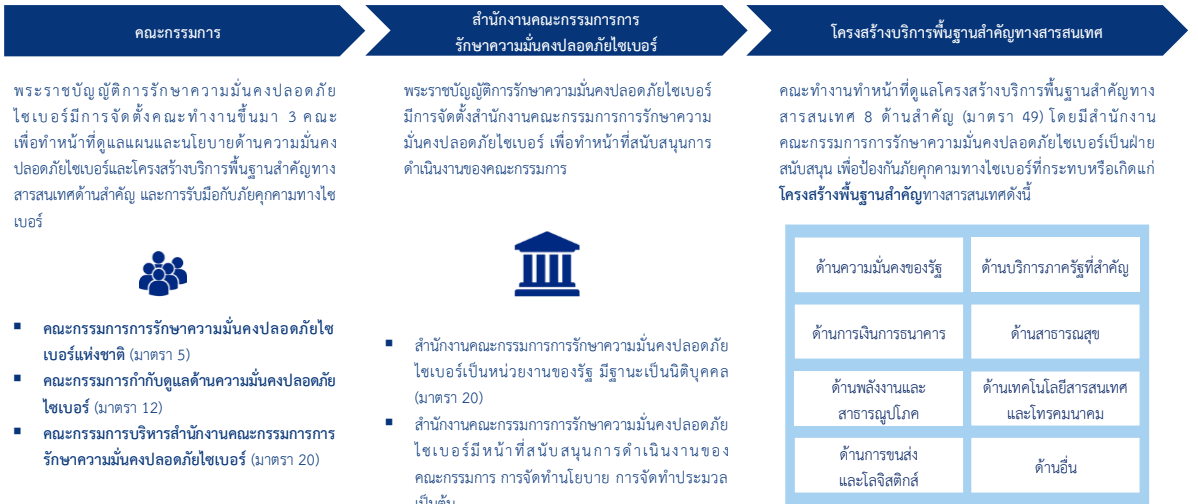 คณะกรรมการ
พระราชบัญญัติการรักษาความมั่นคงปลอดภัย
ไซเบอร์มีการจัดตั้งคณะทำงานขึ้นมา 3 คณะ
เพื่อทำหน้าที่ดูแลแผนและนโยบายด้านความมั่นคง
ปลอดภัยไซเบอร์และโครงสร้างบริการพื้นฐานสำคัญทาง
สารสนเทศด้านสำคัญ และการรับมือกับภัยคุกคามทางไซ
เบอร์
▪ คณะกรรมการการรักษาความมั่นคงปลอดภัยไซ
เบอร์แห่งชาติ (มาตรา 5)
▪ คณะกรรมการกำกับดูแลด้านความมั่นคงปลอดภัย
ไซเบอร์ (มาตรา 12)
▪ คณะกรรมการบริหารสำนักงานคณะกรรมการการ
รักษาความมั่นคงปลอดภัยไซเบอร์ (มาตรา 20)
สำนักงานคณะกรรมการการ
รักษาความมั่นคงปลอดภัยไซเบอร์
พระราชบัญญัติการรักษาความมั่นคงปลอดภัยไซเบอร์
มีการจัดตั้งสำนักงานคณะกรรมการการรักษาความ
มั่นคงปลอดภัยไซเบอร์ เพื่อทำหน้าที่สนับสนุนการ
ดำเนินงานของคณะกรรมการ
▪ สำนักงานคณะกรรมการการรักษาความมั่นคงปลอดภัย
ไซเบอร์เป็นหน่วยงานของรัฐ มีฐานะเป็นนิติบุคคล
(มาตรา 20)
▪ สำนักงานคณะกรรมการการรักษาความมั่นคงปลอดภัย
ไซเบอร์มีหน้าที่สนับสนุนการดำเนินงานของ
คณะกรรมการ การจัดทำนโยบาย การจัดทำประมวล
เป็นต้น
โครงสร้างบริการพื้นฐานสำคัญทางสารสนเทศ
คณะทำงานทำหน้าที่ดูแลโครงสร้างบริการพื้นฐานสำคัญทาง
สารสนเทศ 8 ด้านสำคัญ (มาตรา 49) โดยมีสำนักงาน
คณะกรรมการการรักษาความมั่นคงปลอดภัยไซเบอร์เป็นฝ่าย
สนับสนุน เพื่อป้องกันภัยคุกคามทางไซเบอร์ที่กระทบหรือเกิดแก่
โครงสร้างพื้นฐานสำคัญทางสารสนเทศดังนี้
ด้านความมั่นคงของรัฐ
ด้านบริการภาครัฐที่สำคัญ
ด้านการเงินการธนาคาร
ด้านสาธารณสุข
ด้านพลังงานและ
สาธารณูปโภค
ด้านเทคโนโลยีสารสนเทศ
และโทรคมนาคม
ด้านการขนส่ง
และโลจิสติกส์
ด้านอื่น